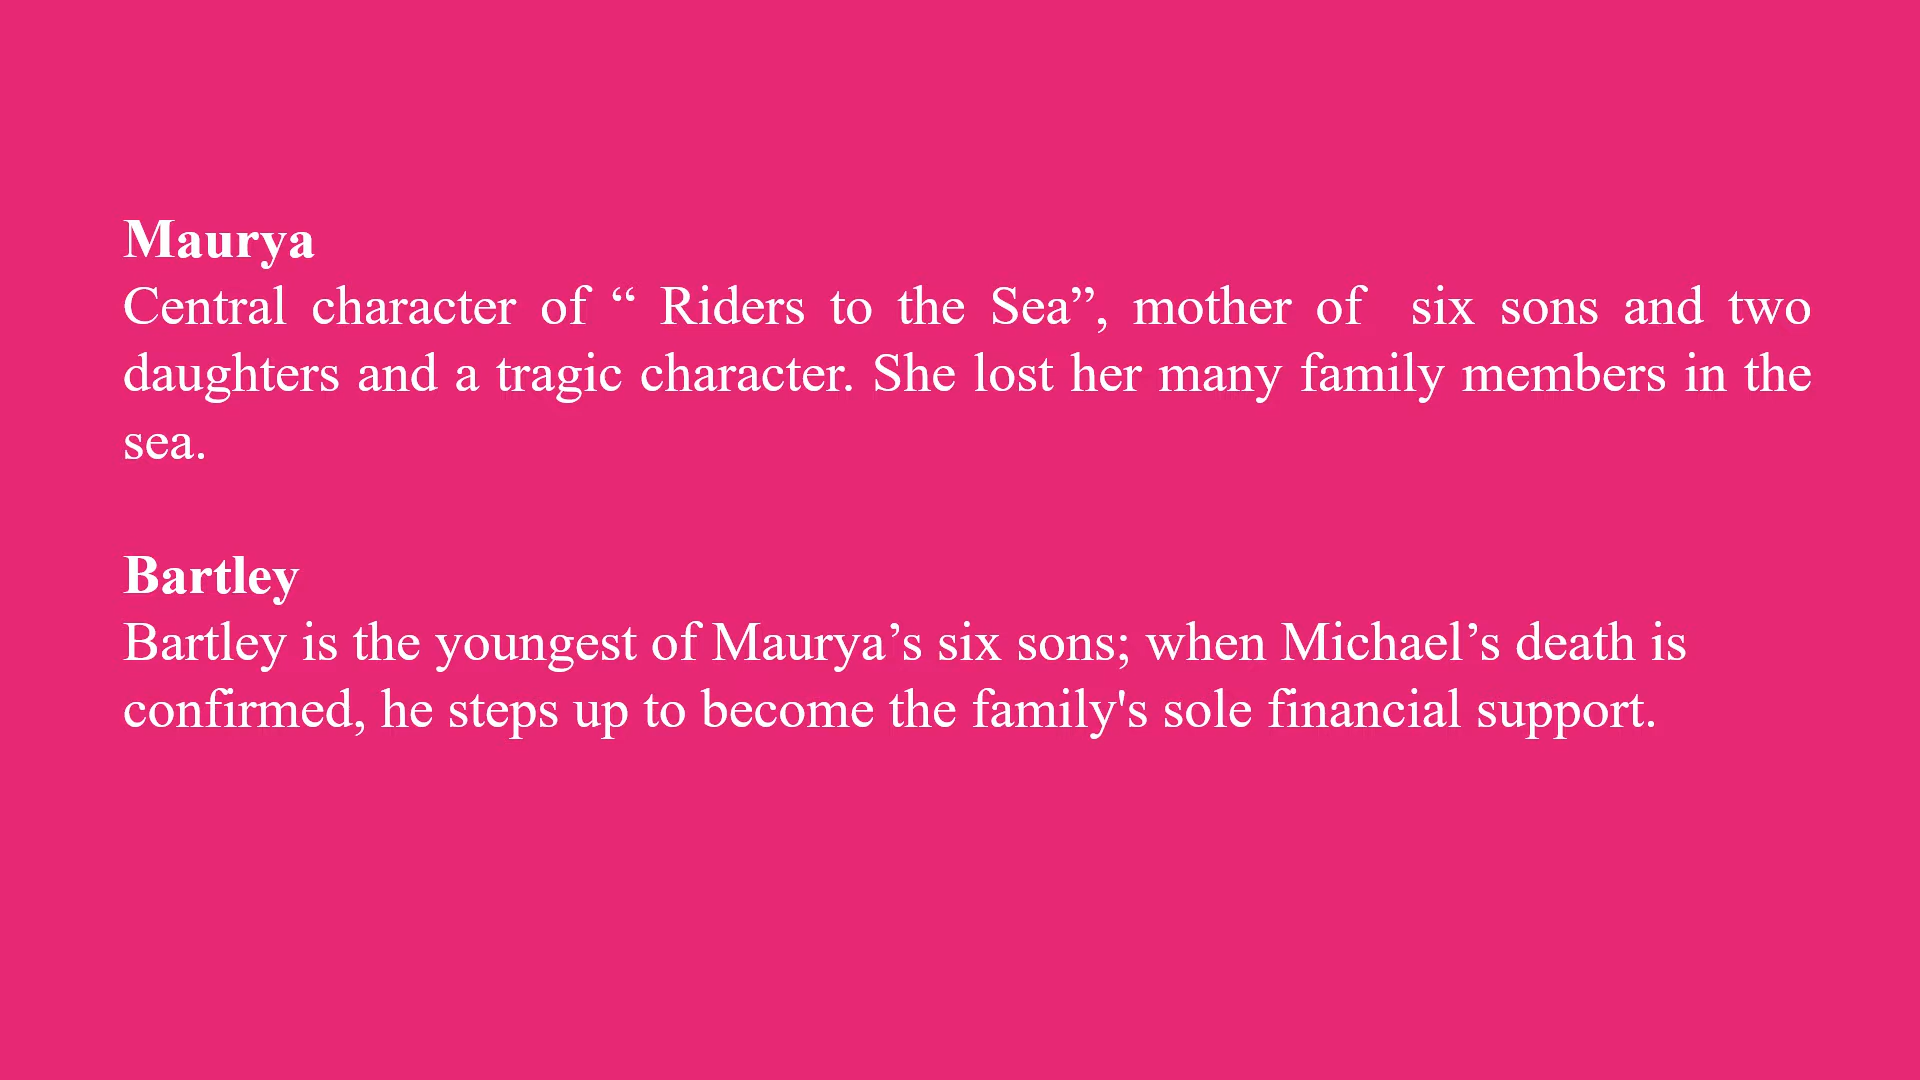 Maurya
Central character of “ Riders to the Sea”, mother of  six sons and two
daughters and a tragic character. She lost her many family members in the
sea.
Bartley
Bartley is the youngest of Maurya’s six sons; when Michael’s death is
confirmed, he steps up to become the family's sole financial support.